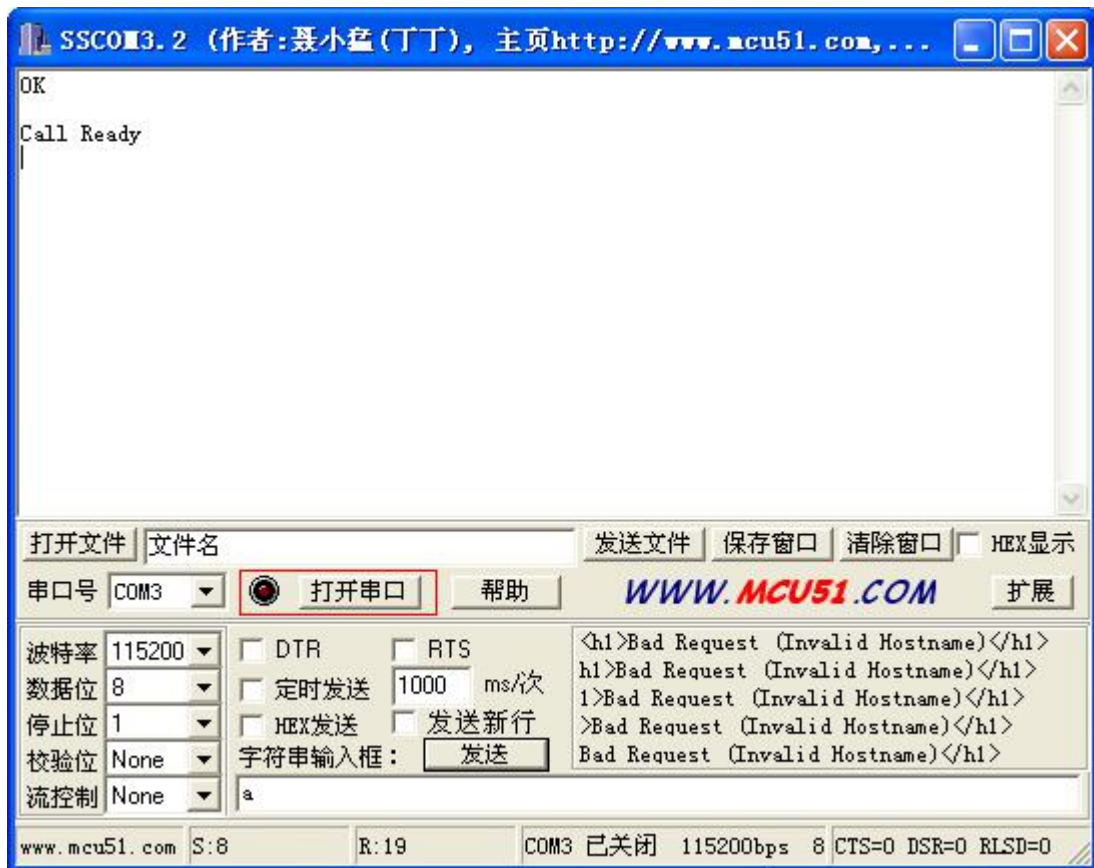 SSCOM3.2 (作者:聂小猛(丁丁), 主页http://www.mcu51.com,...
OK
Call Ready
打开文件 文件名 发送文件 保存窗口 清除窗口 HEX显示
串口号 COM3 打开串口 帮助 WWW.MCU51.COM 扩展
波特率 115200 DTR RTS <h1>Bad Request (Invalid Hostname)</h1>
数据位 8 定时发送 1000 ms/次 h1>Bad Request (Invalid Hostname)</h1>
1>Bad Request (Invalid Hostname)</h1>
停止位 1 HEX发送 发送新行 >Bad Request (Invalid Hostname)</h1>
校验位 None 字符串输入框: 发送 Bad Request (Invalid Hostname)</h1>
流控制 None a
www.mcu51.com S:8 R:19 COM3 已关闭 115200bps 8 CTS=0 DSR=0 RLSD=0